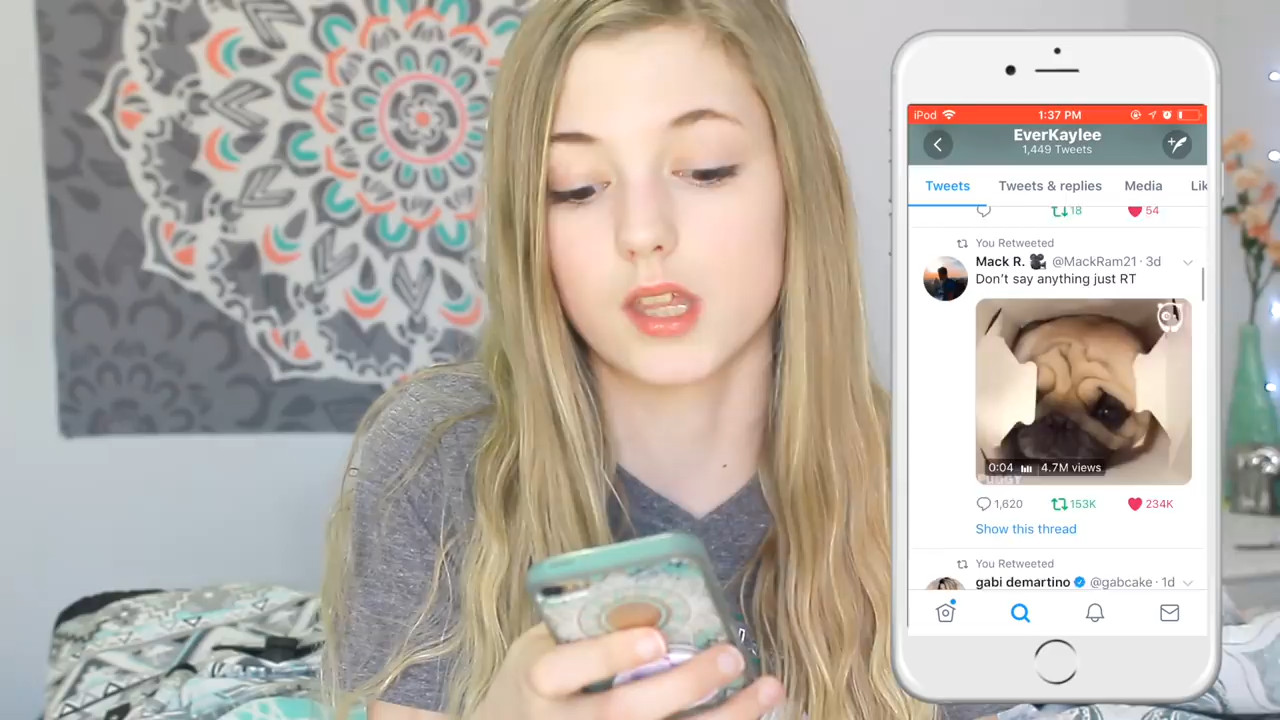 iPod 1:37 PM
EverKaylee
1,449 Tweets
Tweets Tweets & replies Media Lik
18 54
You Retweeted
Mack R. 🎥 @MackRam21 · 3d
Don't say anything just RT
0:04 4.7M views
1,620 153K 234K
Show this thread
You Retweeted
gabi demartino @gabcake · 1d